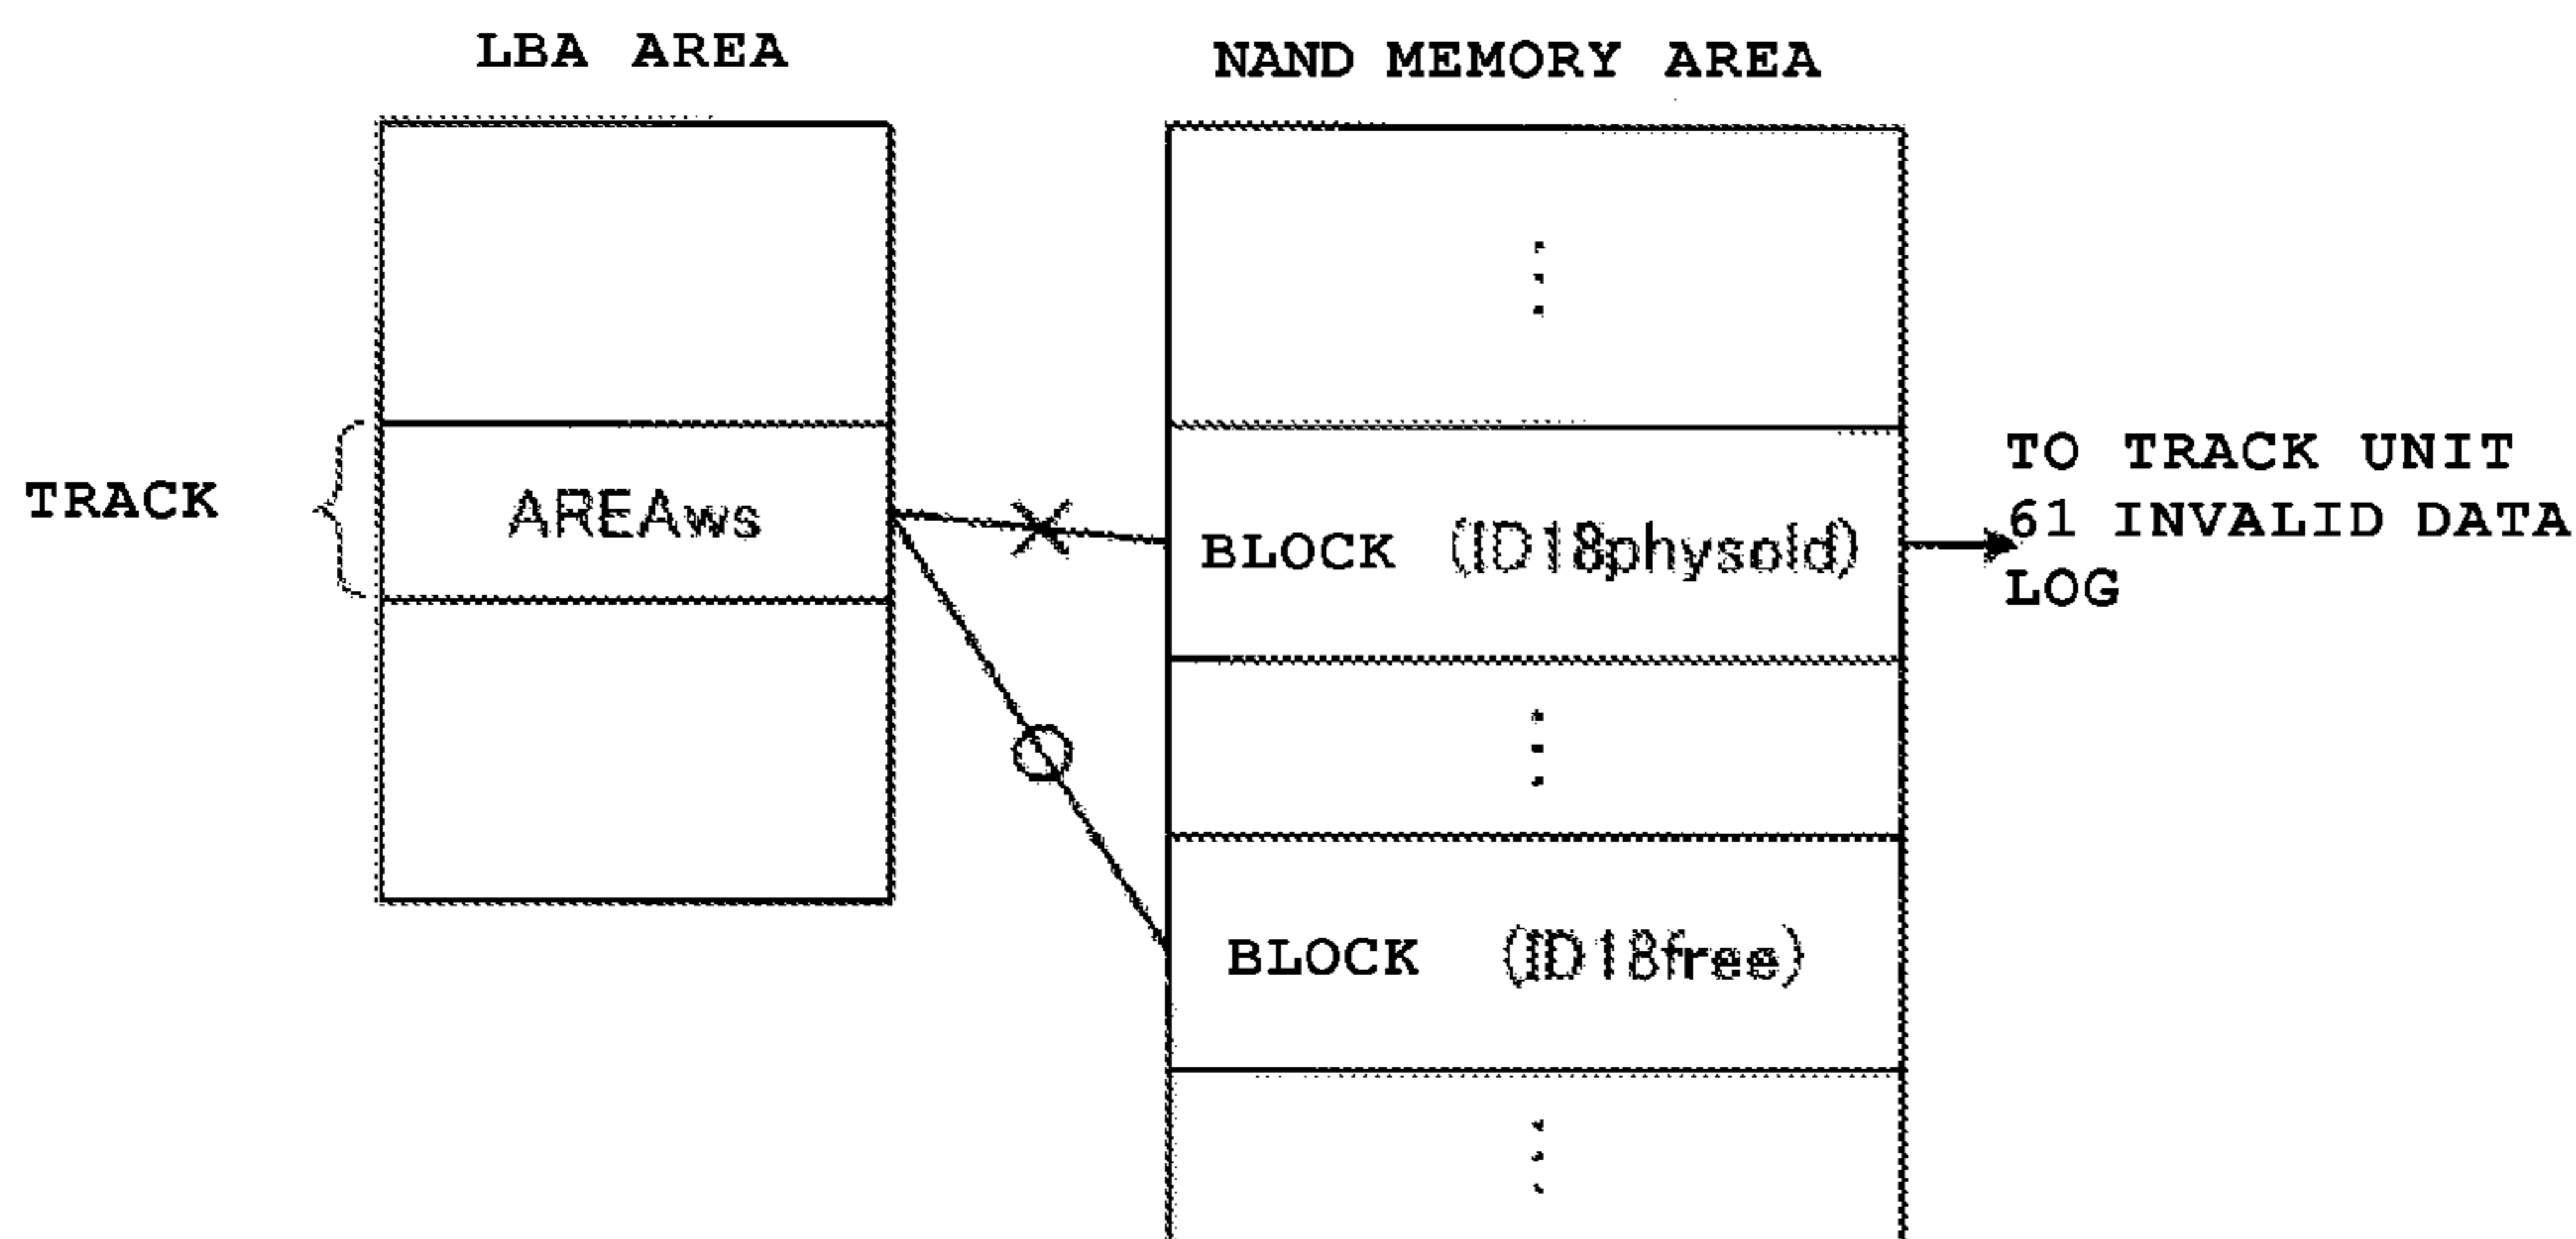 LBA AREA
NAND MEMORY AREA
TRACK
AREAws
BLOCK (ID18physold)
TO TRACK UNIT
61 INVALID DATA
LOG
BLOCK (ID18free)